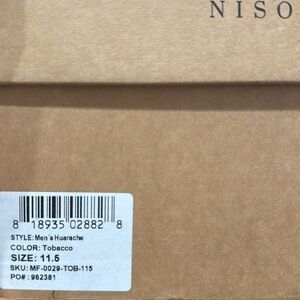 NISO
8 18935 02882 8
STYLE: Men's Huarache
COLOR: Tobacco
SIZE: 11.5
SKU: MF-0029-TOB-115
PO# : 962381